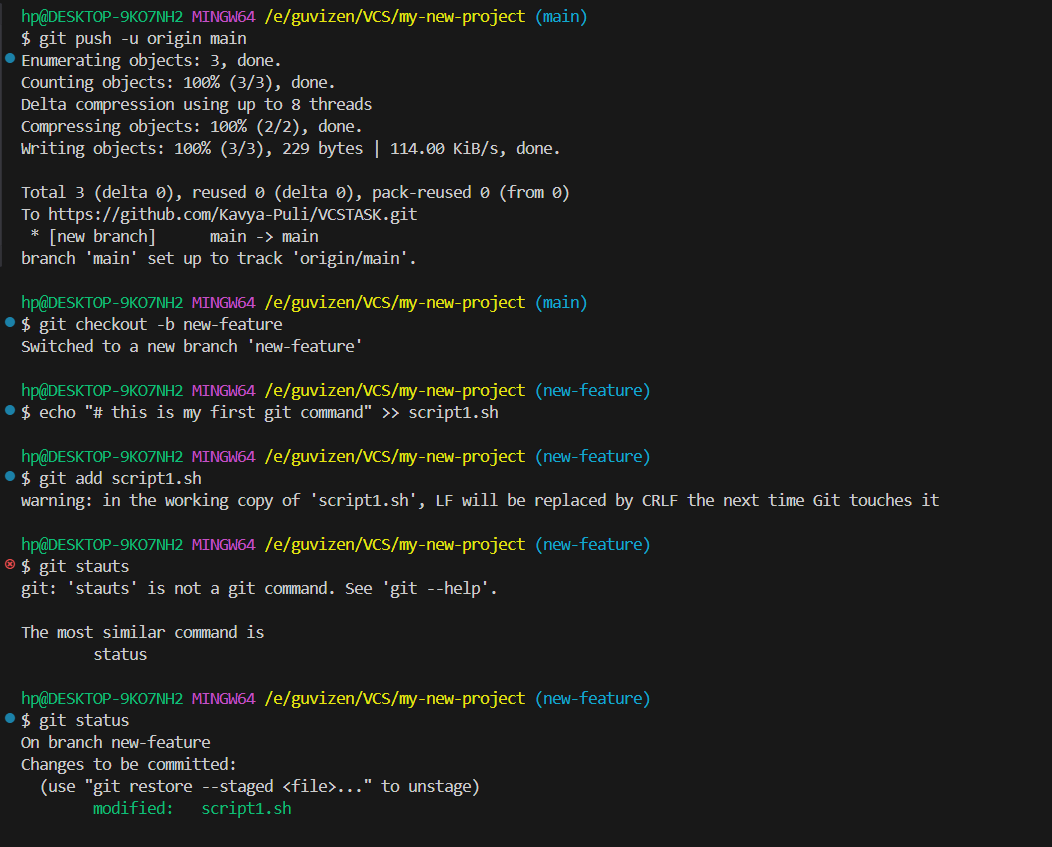 hp@DESKTOP-9KO7NH2 MINGW64 /e/guvizen/VCS/my-new-project (main)
$ git push -u origin main
Enumerating objects: 3, done.
Counting objects: 100% (3/3), done.
Delta compression using up to 8 threads
Compressing objects: 100% (2/2), done.
Writing objects: 100% (3/3), 229 bytes | 114.00 KiB/s, done.
Total 3 (delta 0), reused 0 (delta 0), pack-reused 0 (from 0)
To https://github.com/Kavya-Puli/VCSTASK.git
 * [new branch]      main -> main
branch 'main' set up to track 'origin/main'.
hp@DESKTOP-9KO7NH2 MINGW64 /e/guvizen/VCS/my-new-project (main)
$ git checkout -b new-feature
Switched to a new branch 'new-feature'
hp@DESKTOP-9KO7NH2 MINGW64 /e/guvizen/VCS/my-new-project (new-feature)
$ echo "# this is my first git command" >> script1.sh
hp@DESKTOP-9KO7NH2 MINGW64 /e/guvizen/VCS/my-new-project (new-feature)
$ git add script1.sh
warning: in the working copy of 'script1.sh', LF will be replaced by CRLF the next time Git touches it
hp@DESKTOP-9KO7NH2 MINGW64 /e/guvizen/VCS/my-new-project (new-feature)
$ git stauts
git: 'stauts' is not a git command. See 'git --help'.
The most similar command is
        status
hp@DESKTOP-9KO7NH2 MINGW64 /e/guvizen/VCS/my-new-project (new-feature)
$ git status
On branch new-feature
Changes to be committed:
  (use "git restore --staged <file>..." to unstage)
        modified:   script1.sh